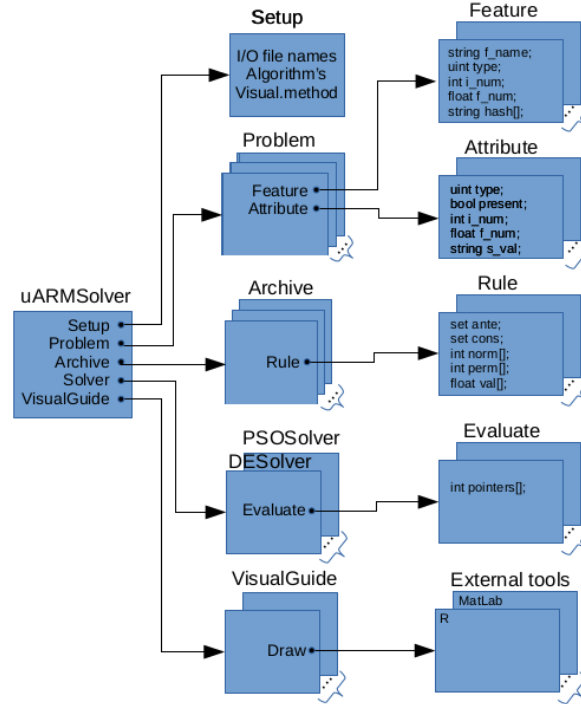 Setup
I/O file names
Algorithm's
Visual.method
Feature
string f_name;
uint type;
int i_num;
float f_num;
string hash[];
Problem
Feature
Attribute
Attribute
uint type;
bool present;
int i_num;
float f_num;
string s_val;
uARMSolver
Setup
Problem
Archive
Solver
VisualGuide
Archive
Rule
Rule
set ante;
set cons;
int norm[];
int perm[];
float val[];
PSOSolver
DESolver
Evaluate
Evaluate
int pointers[];
VisualGuide
Draw
External tools
MatLab
R